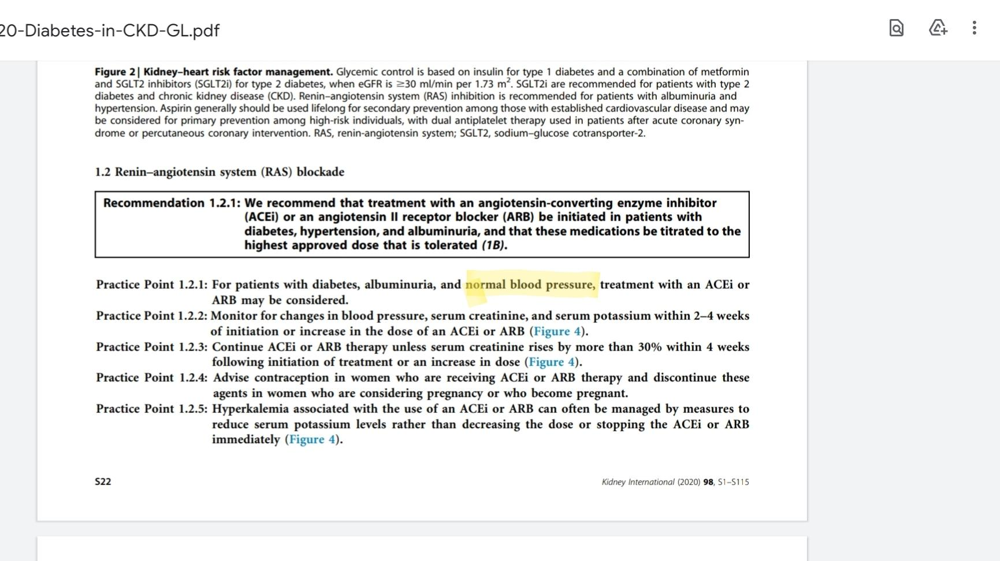 20-Diabetes-in-CKD-GL.pdf
Figure 2 | Kidney–heart risk factor management. Glycemic control is based on insulin for type 1 diabetes and a combination of metformin
and SGLT2 inhibitors (SGLT2i) for type 2 diabetes, when eGFR is ≥30 ml/min per 1.73 m². SGLT2i are recommended for patients with type 2
diabetes and chronic kidney disease (CKD). Renin–angiotensin system (RAS) inhibition is recommended for patients with albuminuria and
hypertension. Aspirin generally should be used lifelong for secondary prevention among those with established cardiovascular disease and may
be considered for primary prevention among high-risk individuals, with dual antiplatelet therapy used in patients after acute coronary syn-
drome or percutaneous coronary intervention. RAS, renin-angiotensin system; SGLT2, sodium–glucose cotransporter-2.
1.2 Renin–angiotensin system (RAS) blockade
Recommendation 1.2.1: We recommend that treatment with an angiotensin-converting enzyme inhibitor
(ACEi) or an angiotensin II receptor blocker (ARB) be initiated in patients with
diabetes, hypertension, and albuminuria, and that these medications be titrated to the
highest approved dose that is tolerated (1B).
Practice Point 1.2.1: For patients with diabetes, albuminuria, and normal blood pressure, treatment with an ACEi or
ARB may be considered.
Practice Point 1.2.2: Monitor for changes in blood pressure, serum creatinine, and serum potassium within 2–4 weeks
of initiation or increase in the dose of an ACEi or ARB (Figure 4).
Practice Point 1.2.3: Continue ACEi or ARB therapy unless serum creatinine rises by more than 30% within 4 weeks
following initiation of treatment or an increase in dose (Figure 4).
Practice Point 1.2.4: Advise contraception in women who are receiving ACEi or ARB therapy and discontinue these
agents in women who are considering pregnancy or who become pregnant.
Practice Point 1.2.5: Hyperkalemia associated with the use of an ACEi or ARB can often be managed by measures to
reduce serum potassium levels rather than decreasing the dose or stopping the ACEi or ARB
immediately (Figure 4).
S22
Kidney International (2020) 98, S1–S115